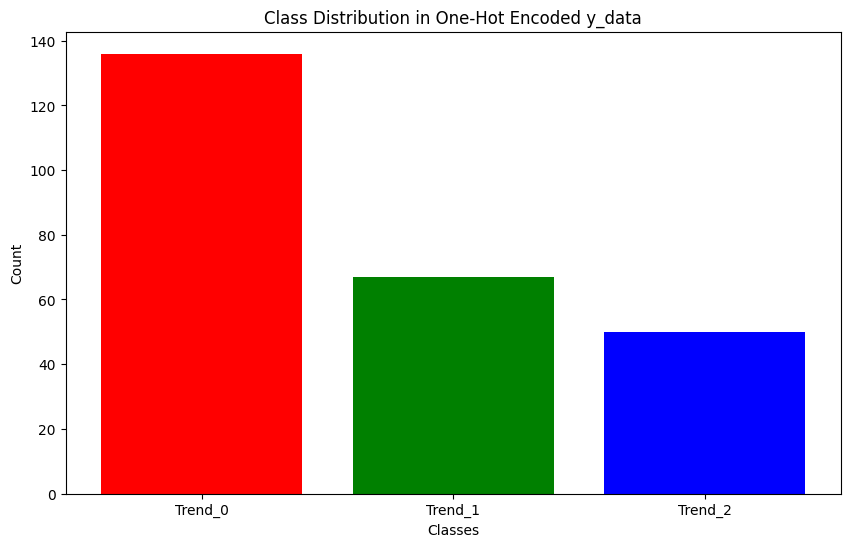 Class Distribution in One-Hot Encoded y_data
140
120
100
80
60
40
20
0
Count
Trend_0 Trend_1 Trend_2
Classes